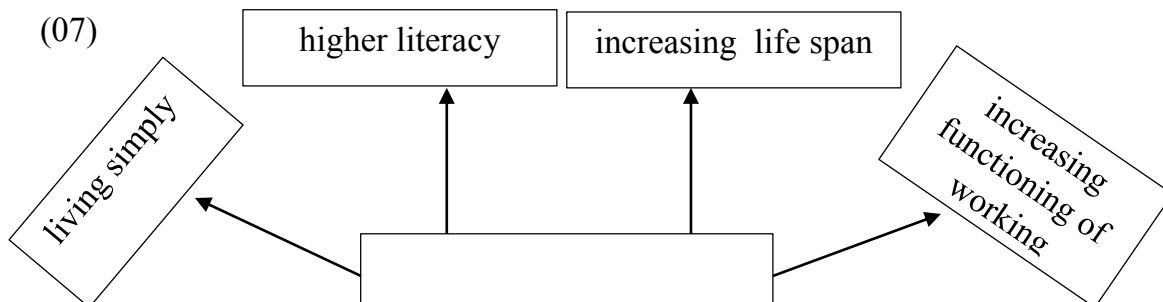 (07)
higher literacy
increasing life span
living simply
increasing
functioning of
working